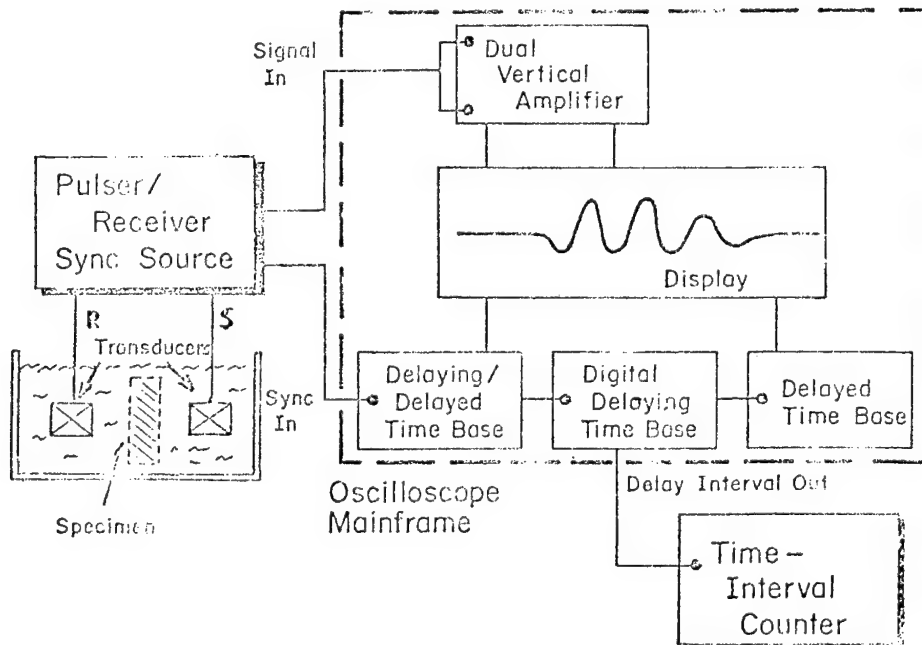 Signal
In
Dual
Vertical
Amplifier
Pulser/
Receiver
Sync Source
Display
R
S
Transducers
Sync
In
Delaying/
Delayed
Time Base
Digital
Delaying
Time Base
Delayed
Time Base
Specimen
Oscilloscope
Mainframe
Delay Interval Out
Time –
Interval
Counter